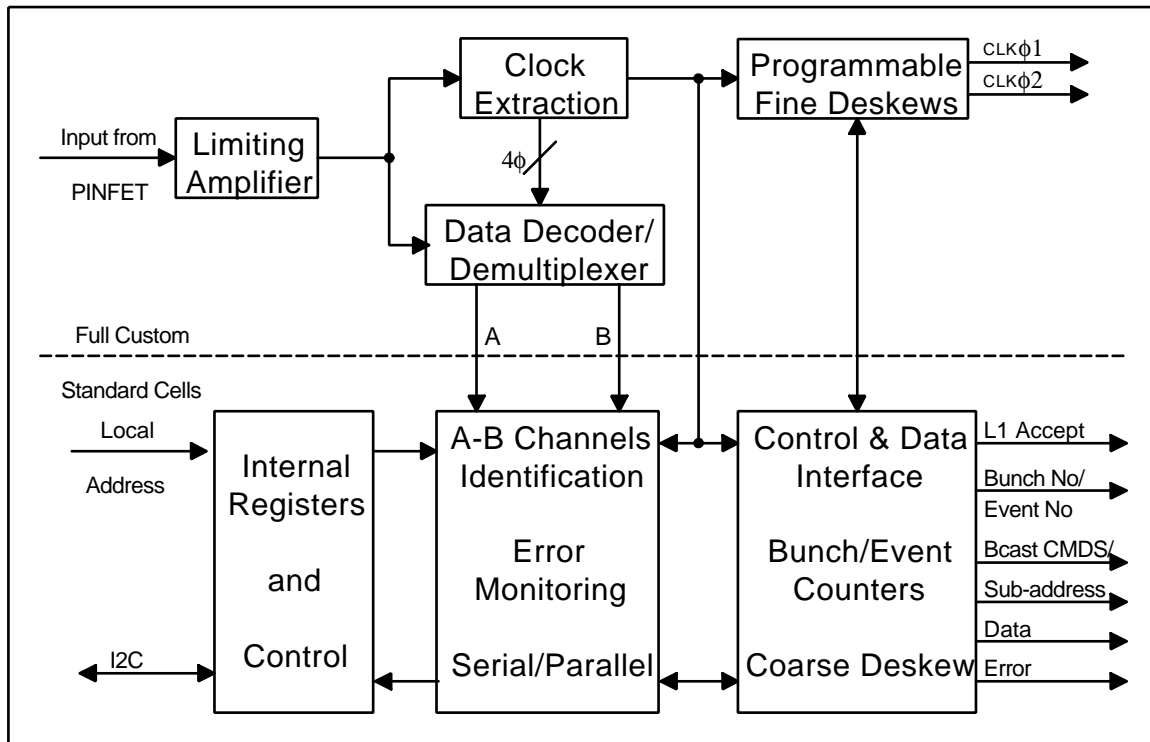 Clock
Extraction
Programmable
Fine Deskews
CLKϕ1
CLKϕ2
Input from
PINFET
Limiting
Amplifier
4ϕ
Data Decoder/
Demultiplexer
A
B
Full Custom
Standard Cells
Local
Address
I2C
Internal
Registers
and
Control
A-B Channels
Identification
Error
Monitoring
Serial/Parallel
Control & Data
Interface
Bunch/Event
Counters
Coarse Deskew
L1 Accept
Bunch No/
Event No
Bcast CMDS/
Sub-address
Data
Error